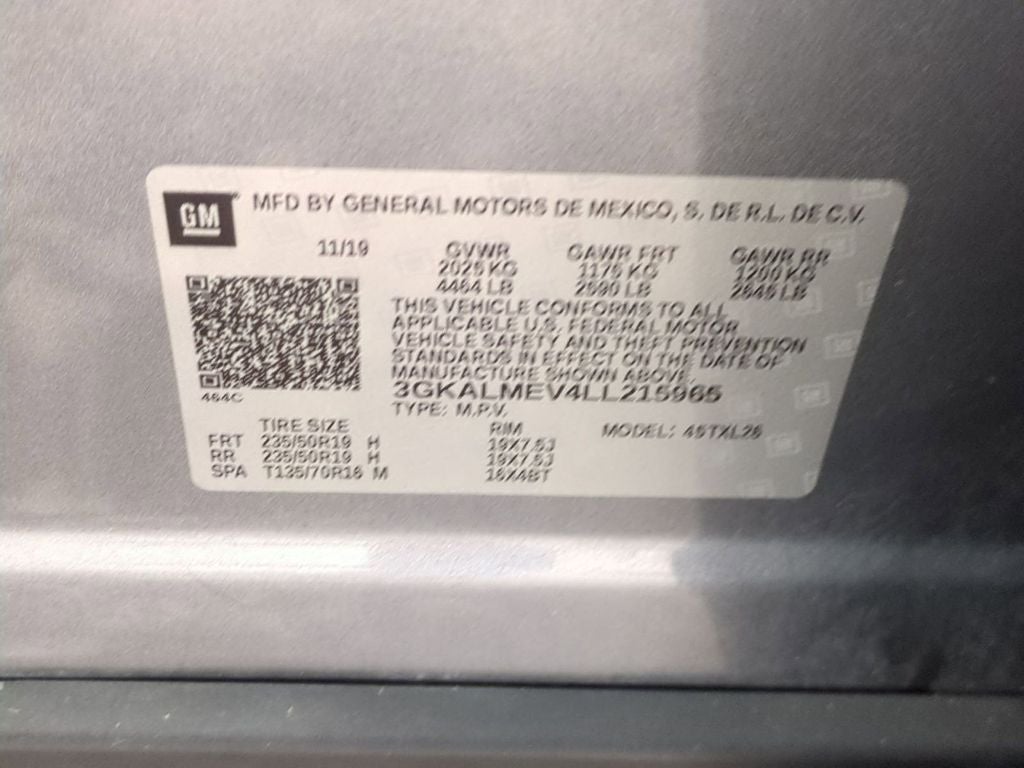 GM MFD BY GENERAL MOTORS DE MEXICO, S. DE R.L. DE C.V.
11/19 GVWR GAWR FRT GAWR RR
2025 KG 1175 KG 1200 KG
4464 LB 2590 LB 2645 LB
THIS VEHICLE CONFORMS TO ALL
APPLICABLE U.S. FEDERAL MOTOR
VEHICLE SAFETY AND THEFT PREVENTION
STANDARDS IN EFFECT ON THE DATE OF
MANUFACTURE SHOWN ABOVE.
3GKALMEV4LL215965
464C
TYPE: M.P.V.
TIRE SIZE RIM MODEL: 4STXL26
FRT 235/50R19 H 19X7.5J
RR 235/50R19 H 19X7.5J
SPA T135/70R16 M 16X4BT